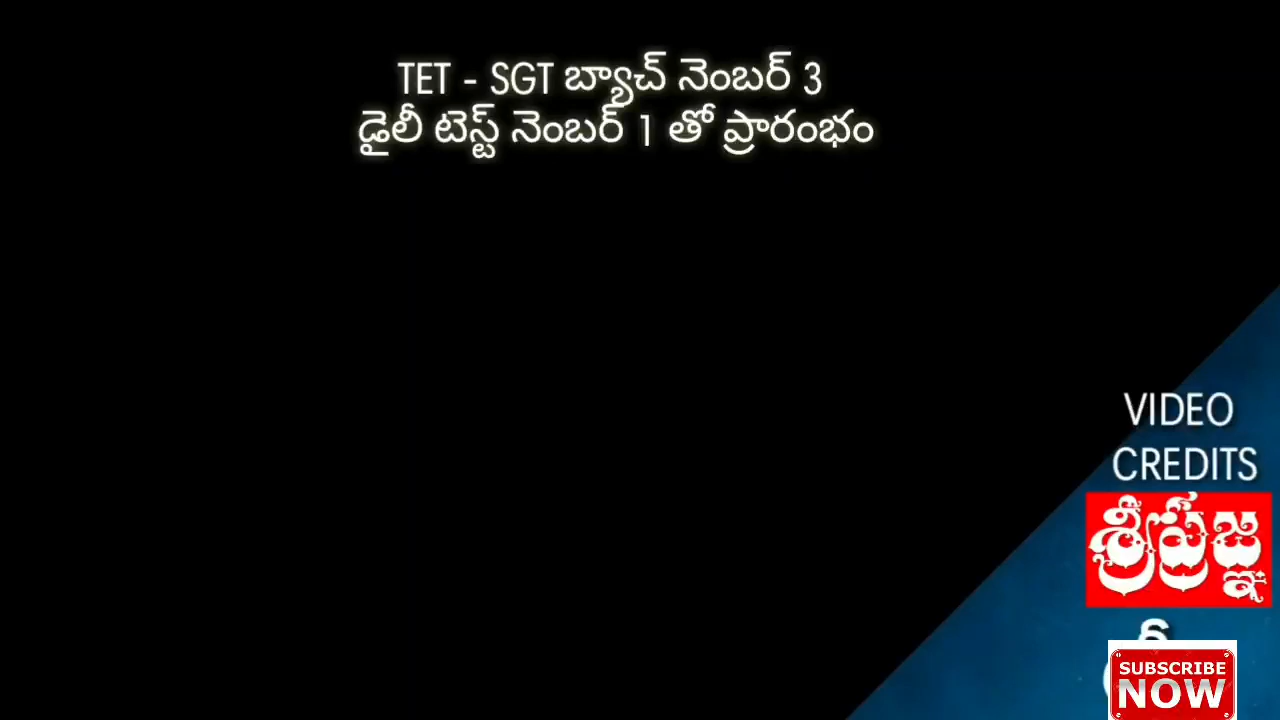 TET - SGT బ్యాచ్ నెంబర్ 3
డైలీ టెస్ట్ నెంబర్ 1 తో ప్రారంభం
VIDEO
CREDITS
శ్రీప్రజ్ఞ
SUBSCRIBE
NOW